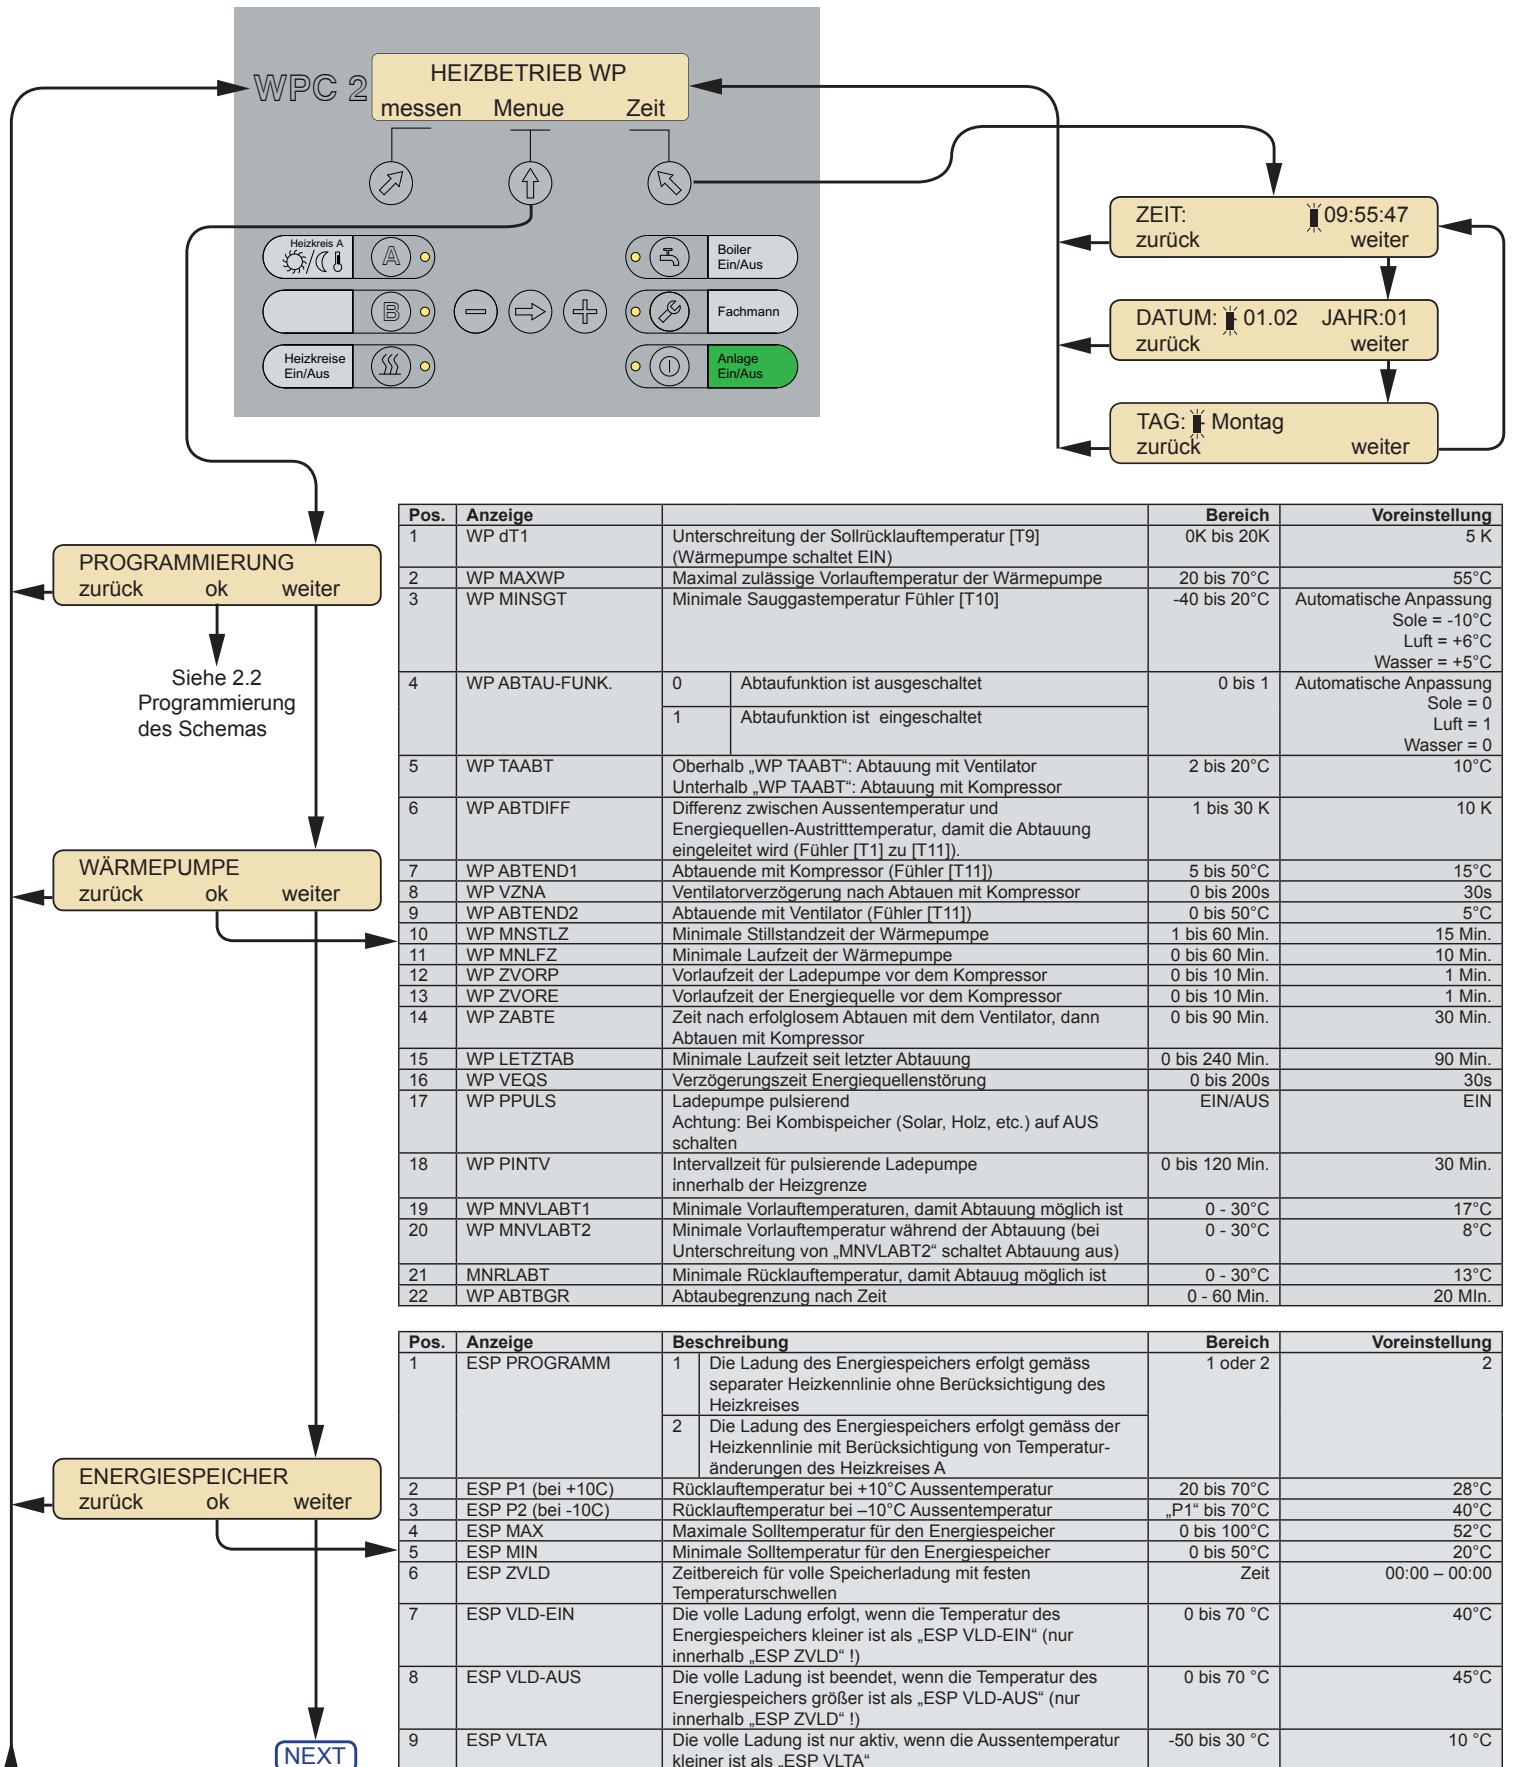 WPC 2
HEIZBETRIEB WP
messen Menue Zeit
Heizkreis A
A
Boiler
Ein/Aus
B
Fachmann
Heizkreise
Ein/Aus
Anlage
Ein/Aus
ZEIT: 09:55:47
zurück weiter
DATUM: 01.02 JAHR:01
zurück weiter
TAG: Montag
zurück weiter
PROGRAMMIERUNG
zurück ok weiter
Siehe 2.2
Programmierung
des Schemas
WÄRMEPUMPE
zurück ok weiter
ENERGIESPEICHER
zurück ok weiter
NEXT
Pos. Anzeige Bereich Voreinstellung
1 WP dT1 Unterschreitung der Sollrücklauftemperatur [T9] 0K bis 20K 5 K
(Wärmepumpe schaltet EIN)
2 WP MAXWP Maximal zulässige Vorlauftemperatur der Wärmepumpe 20 bis 70°C 55°C
3 WP MINSGT Minimale Sauggastemperatur Fühler [T10] -40 bis 20°C Automatische Anpassung
Sole = -10°C
Luft = +6°C
Wasser = +5°C
4 WP ABTAU-FUNK. 0 Abtaufunktion ist ausgeschaltet 0 bis 1 Automatische Anpassung
Sole = 0
1 Abtaufunktion ist eingeschaltet
Luft = 1
Wasser = 0
5 WP TAABT Oberhalb „WP TAABT“: Abtauung mit Ventilator 2 bis 20°C 10°C
Unterhalb „WP TAABT“: Abtauung mit Kompressor
6 WP ABTDIFF Differenz zwischen Aussentemperatur und 1 bis 30 K 10 K
Energiequellen-Austritttemperatur, damit die Abtauung
eingeleitet wird (Fühler [T1] zu [T11]).
7 WP ABTEND1 Abtauende mit Kompressor (Fühler [T11]) 5 bis 50°C 15°C
8 WP VZNA Ventilatorverzögerung nach Abtauen mit Kompressor 0 bis 200s 30s
9 WP ABTEND2 Abtauende mit Ventilator (Fühler [T11]) 0 bis 50°C 5°C
10 WP MNSTLZ Minimale Stillstandzeit der Wärmepumpe 1 bis 60 Min. 15 Min.
11 WP MNLFZ Minimale Laufzeit der Wärmepumpe 0 bis 60 Min. 10 Min.
12 WP ZVORP Vorlaufzeit der Ladepumpe vor dem Kompressor 0 bis 10 Min. 1 Min.
13 WP ZVORE Vorlaufzeit der Energiequelle vor dem Kompressor 0 bis 10 Min. 1 Min.
14 WP ZABTE Zeit nach erfolglosem Abtauen mit dem Ventilator, dann 0 bis 90 Min. 30 Min.
Abtauen mit Kompressor
15 WP LETZTAB Minimale Laufzeit seit letzter Abtauung 0 bis 240 Min. 90 Min.
16 WP VEQS Verzögerungszeit Energiequellenstörung 0 bis 200s 30s
17 WP PPULS Ladepumpe pulsierend EIN/AUS EIN
Achtung: Bei Kombispeicher (Solar, Holz, etc.) auf AUS
schalten
18 WP PINTV Intervallzeit für pulsierende Ladepumpe 0 bis 120 Min. 30 Min.
innerhalb der Heizgrenze
19 WP MNVLABT1 Minimale Vorlauftemperaturen, damit Abtauung möglich ist 0 - 30°C 17°C
20 WP MNVLABT2 Minimale Vorlauftemperatur während der Abtauung (bei 0 - 30°C 8°C
Unterschreitung von „MNVLABT2“ schaltet Abtauung aus)
21 MNRLABT Minimale Rücklauftemperatur, damit Abtauug möglich ist 0 - 30°C 13°C
22 WP ABTBGR Abtaubegrenzung nach Zeit 0 - 60 Min. 20 MIn.
Pos. Anzeige Beschreibung Bereich Voreinstellung
1 ESP PROGRAMM 1 Die Ladung des Energiespeichers erfolgt gemäss 1 oder 2 2
separater Heizkennlinie ohne Berücksichtigung des
Heizkreises
2 Die Ladung des Energiespeichers erfolgt gemäss der
Heizkennlinie mit Berücksichtigung von Temperatur-
änderungen des Heizkreises A
2 ESP P1 (bei +10C) Rücklauftemperatur bei +10°C Aussentemperatur 20 bis 70°C 28°C
3 ESP P2 (bei -10C) Rücklauftemperatur bei –10°C Aussentemperatur „P1“ bis 70°C 40°C
4 ESP MAX Maximale Solltemperatur für den Energiespeicher 0 bis 100°C 52°C
5 ESP MIN Minimale Solltemperatur für den Energiespeicher 0 bis 50°C 20°C
6 ESP ZVLD Zeitbereich für volle Speicherladung mit festen Zeit 00:00 – 00:00
Temperaturschwellen
7 ESP VLD-EIN Die volle Ladung erfolgt, wenn die Temperatur des 0 bis 70 °C 40°C
Energiespeichers kleiner ist als „ESP VLD-EIN“ (nur
innerhalb „ESP ZVLD“ !)
8 ESP VLD-AUS Die volle Ladung ist beendet, wenn die Temperatur des 0 bis 70 °C 45°C
Energiespeichers größer ist als „ESP VLD-AUS“ (nur
innerhalb „ESP ZVLD“ !)
9 ESP VLTA Die volle Ladung ist nur aktiv, wenn die Aussentemperatur -50 bis 30 °C 10 °C
kleiner ist als „ESP VLTA“